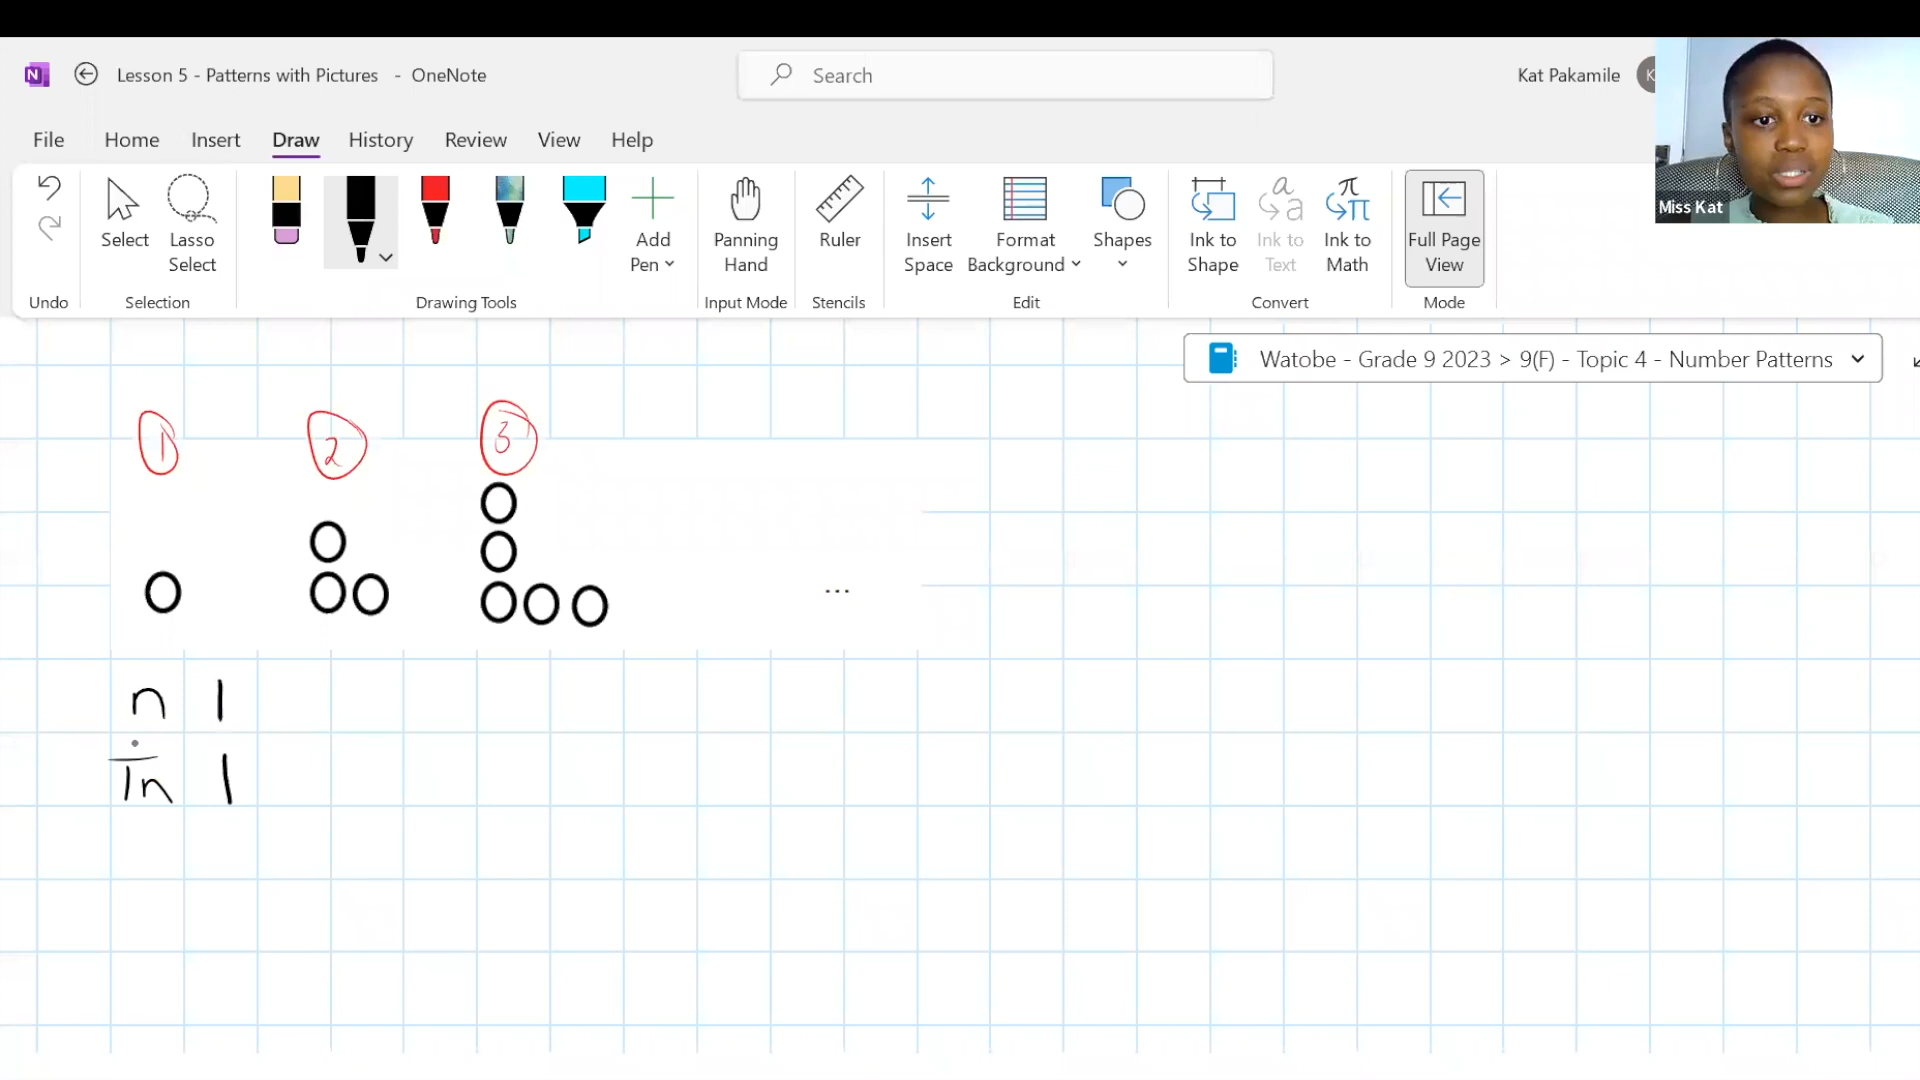 N Lesson 5 - Patterns with Pictures - OneNote
Search
Kat Pakamile K
Miss Kat
File Home Insert Draw History Review View Help
Undo
Select
Lasso Select
Selection
Drawing Tools
Add Pen
Panning Hand
Input Mode
Ruler
Stencils
Insert Space
Format Background
Shapes
Edit
Ink to Shape
a a
Ink to Text
π π
Ink to Math
Convert
Full Page View
Mode
Watobe - Grade 9 2023 > 9(F) - Topic 4 - Number Patterns
1 2 3
...
n 1
Tn 1